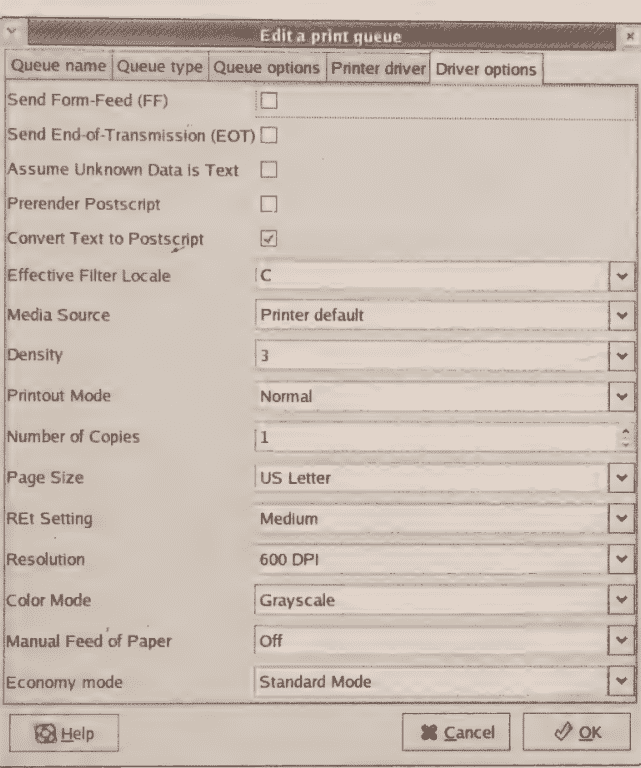 Edit a print queue
Queue name Queue type Queue options Printer driver Driver options
Send Form-Feed (FF)
Send End-of-Transmission (EOT)
Assume Unknown Data is Text
Prerender Postscript
Convert Text to Postscript
Effective Filter Locale C
Media Source Printer default
Density 3
Printout Mode Normal
Number of Copies 1
Page Size US Letter
REt Setting Medium
Resolution 600 DPI
Color Mode Grayscale
Manual Feed of Paper Off
Economy mode Standard Mode
Help Cancel OK